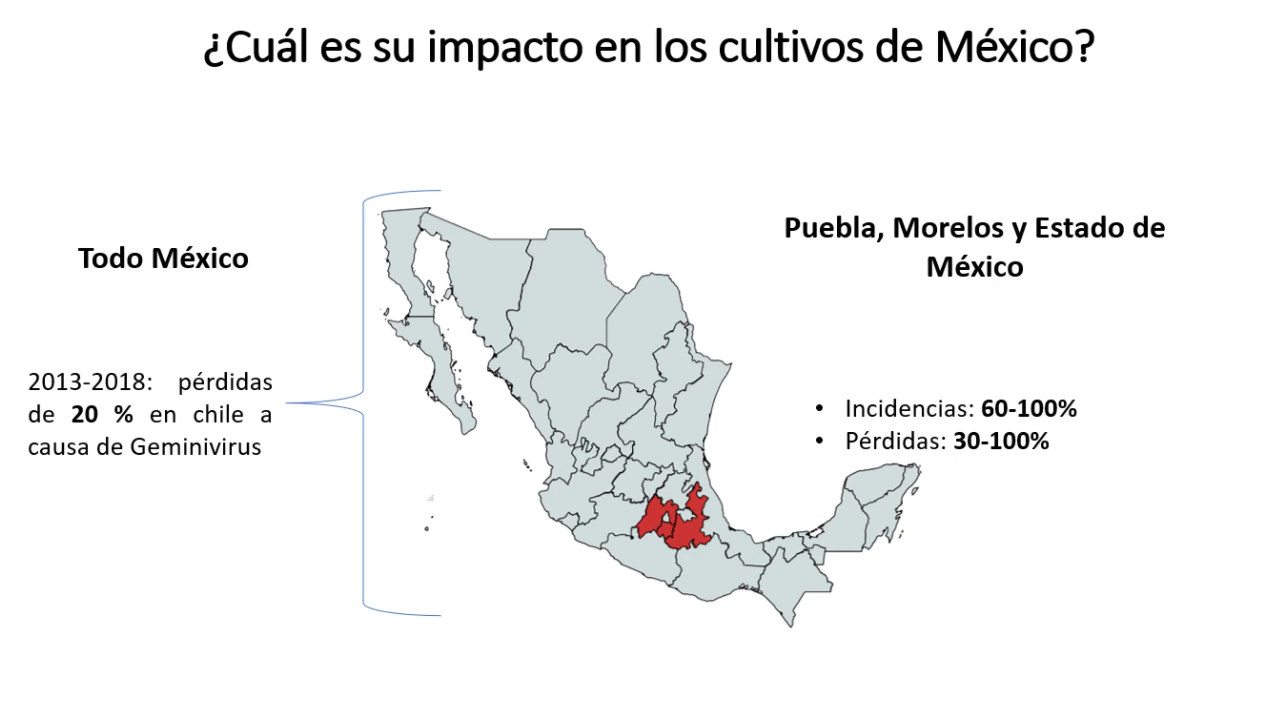 ¿Cuál es su impacto en los cultivos de México?
Todo México
2013-2018: pérdidas
de 20 % en chile a
causa de Geminivirus
Puebla, Morelos y Estado de
México
• Incidencias: 60-100%
• Pérdidas: 30-100%